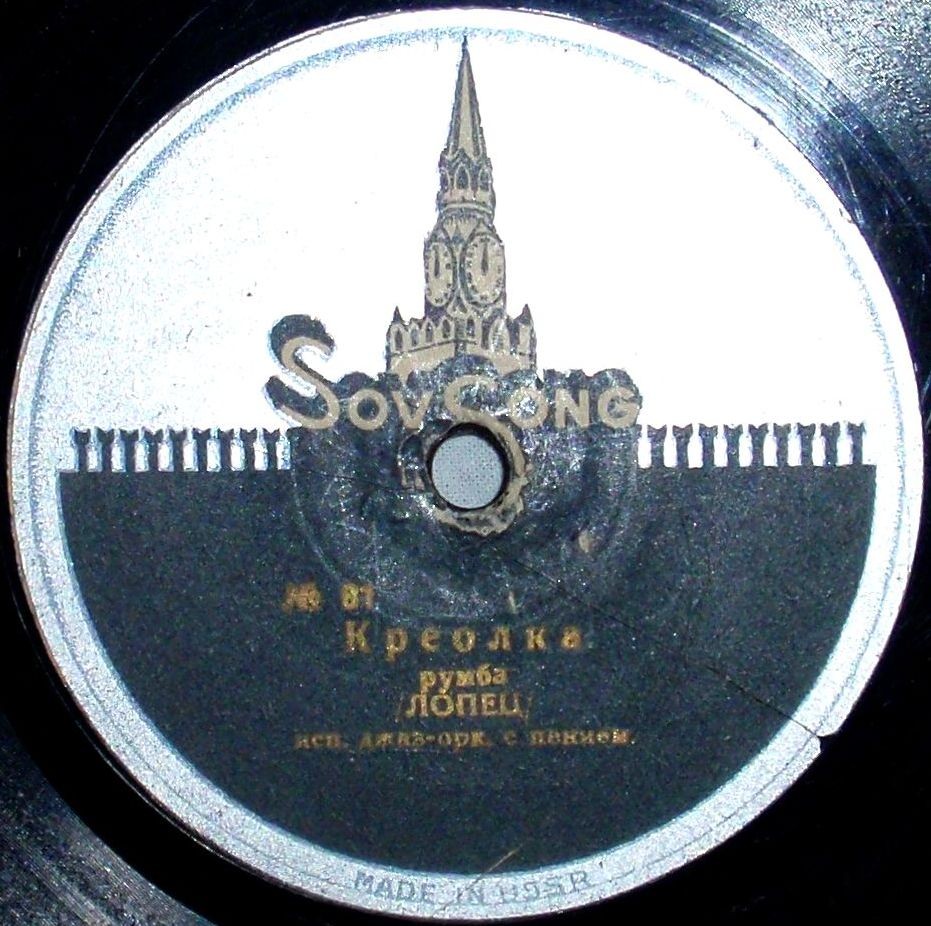 SovSong
№ 81
Креолка
румба
/ЛОПЕЦ/
исп. джаз-орк. с пением.
MADE IN USSR